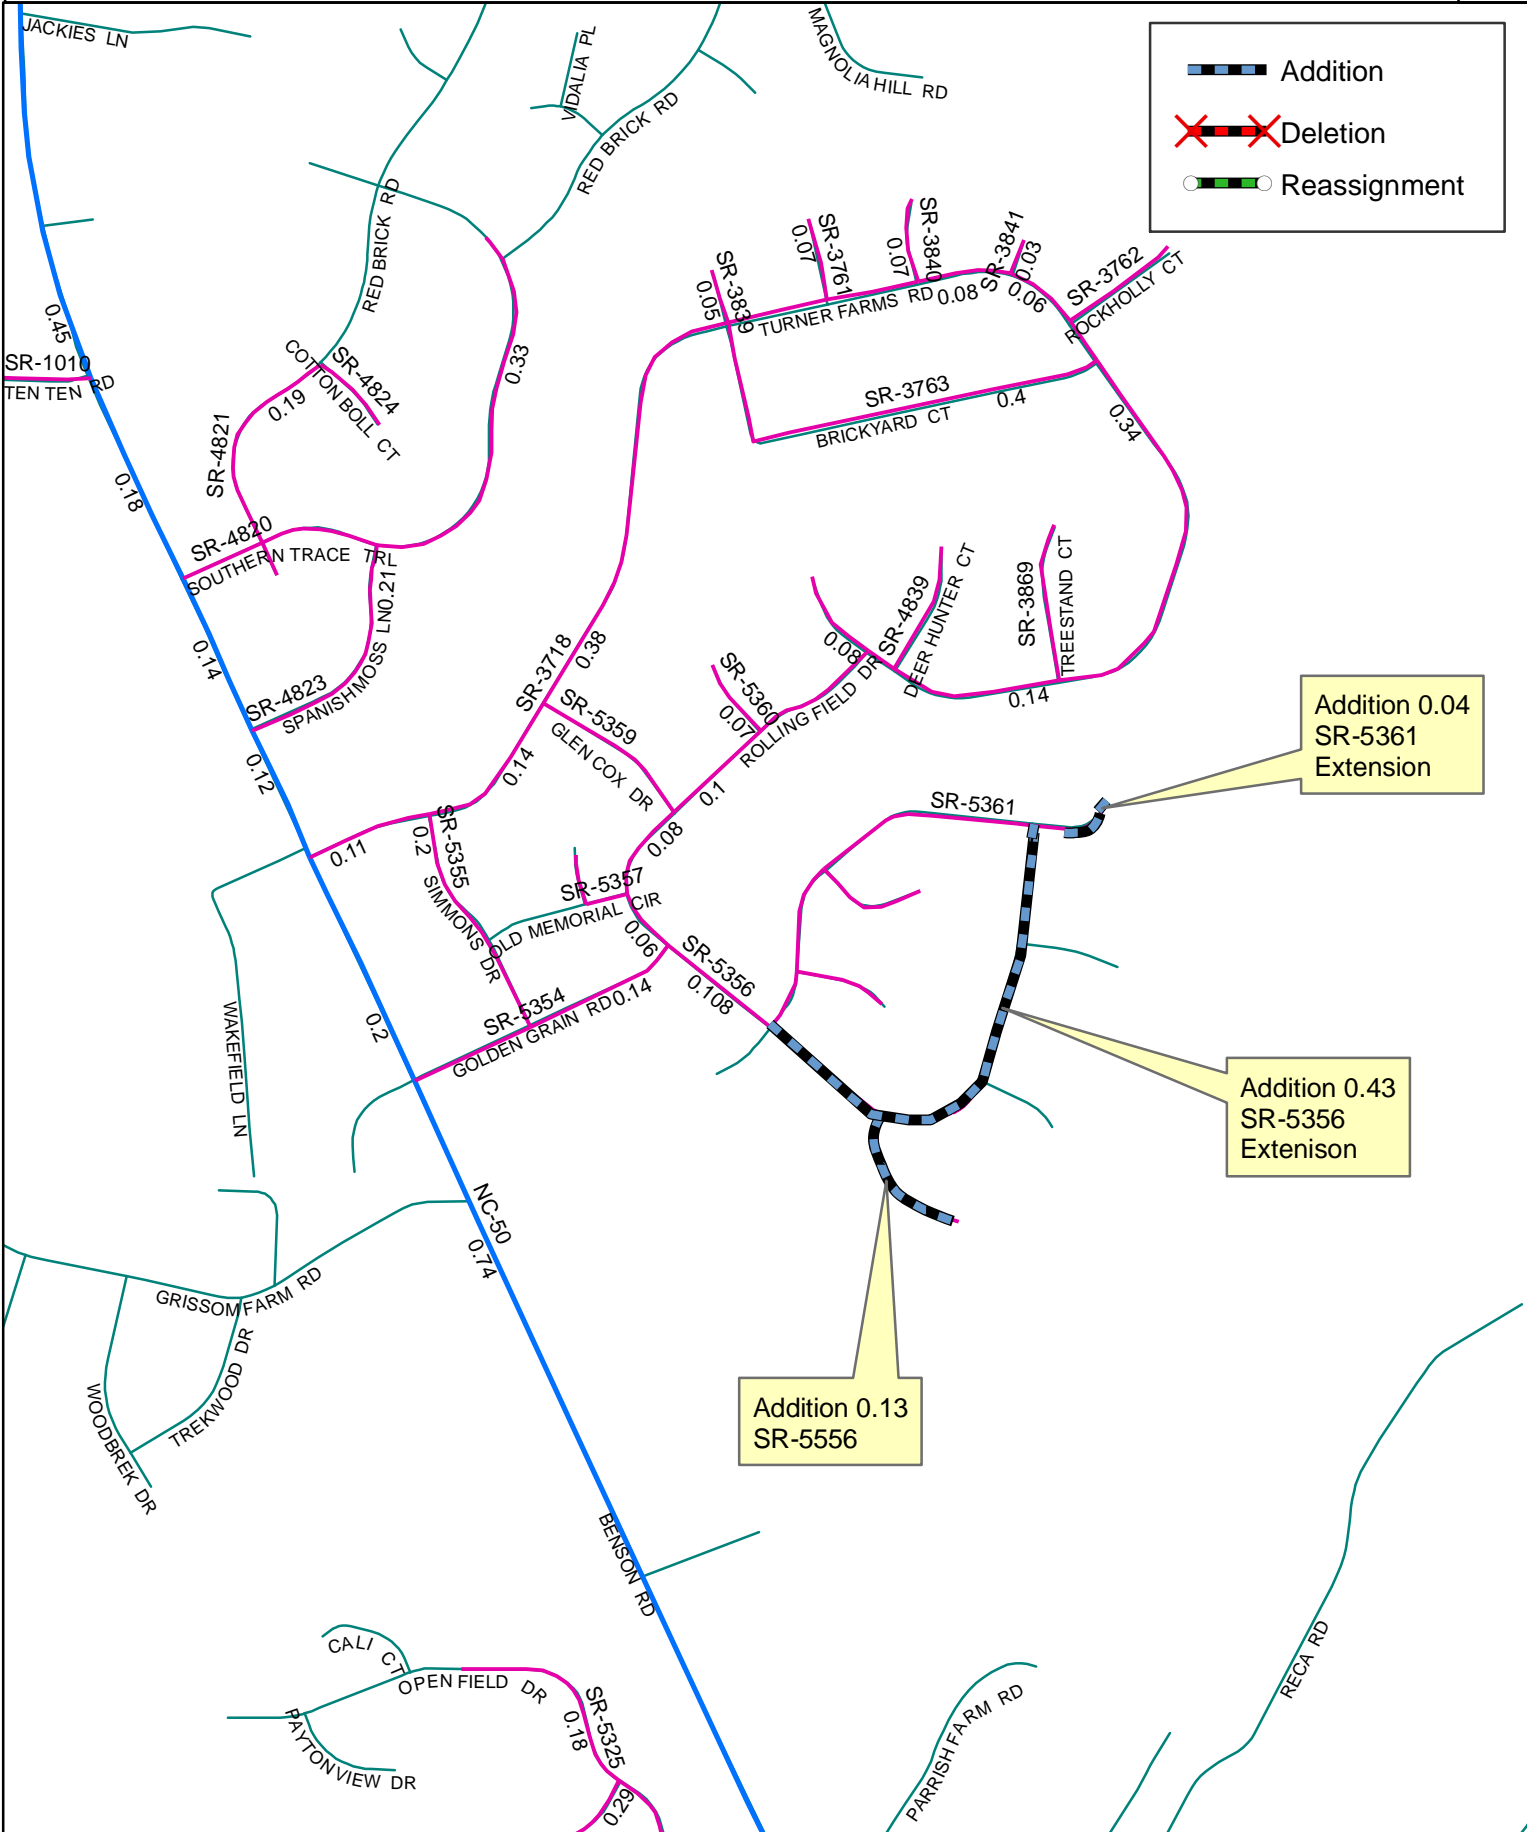 JACKIES LN
VIDALIA PL
MAGNOLIA HILL RD
Addition
Deletion
Reassignment
RED BRICK RD
RED BRICK RD
SR-3839
0.05
SR-3761
0.07
SR-3840
0.07
SR-3841
0.03
SR-3762
ROCKHOLLY CT
TURNER FARMS RD
0.08
0.06
0.45
SR-1010
TEN TEN RD
COTTON BOLL CT
SR-4824
0.19
0.33
SR-4821
SR-3763
0.4
BRICKYARD CT
0.34
0.18
SR-4820
SOUTHERN TRACE TRL
0.21
SPANISHMOSS LN
SR-4823
0.14
0.12
SR-3718
0.38
SR-5359
GLEN COX DR
0.14
SR-5360
0.07
ROLLING FIELD DR
0.08
SR-4839
DEER HUNTER CT
SR-3869
TREESTAND CT
0.14
0.1
0.08
Addition 0.04
SR-5361
Extension
SR-5361
0.11
0.2
SR-5355
SIMMONS DR
SR-5357
OLD MEMORIAL CIR
0.06
SR-5356
0.108
SR-5354
0.14
GOLDEN GRAIN RD
0.2
WAKEFIELD LN
Addition 0.43
SR-5356
Extenison
NC-50
0.74
GRISSOM FARM RD
WOODBREK DR
TREKWOOD DR
Addition 0.13
SR-5556
BENSON RD
CALI CT
OPEN FIELD DR
PAYTONVIEW DR
SR-5325
0.18
0.29
PARRISH FARM RD
RECA RD